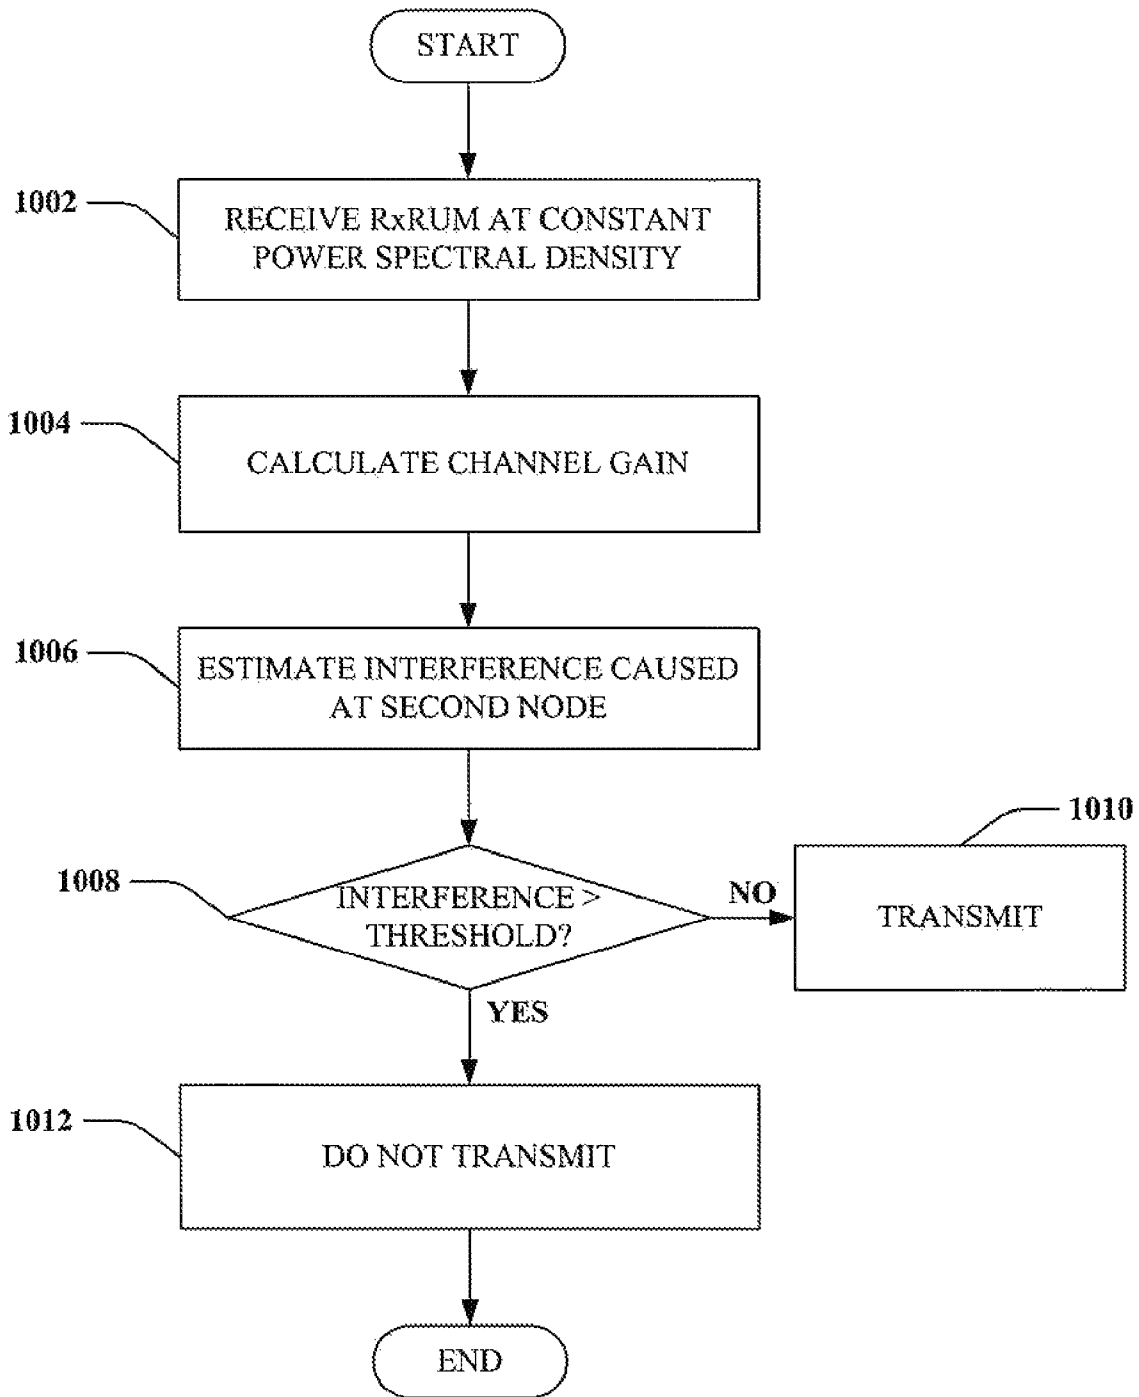 START
1002
RECEIVE RxRUM AT CONSTANT
POWER SPECTRAL DENSITY
1004
CALCULATE CHANNEL GAIN
1006
ESTIMATE INTERFERENCE CAUSED
AT SECOND NODE
1008
INTERFERENCE >
THRESHOLD?
NO
1010
TRANSMIT
YES
1012
DO NOT TRANSMIT
END